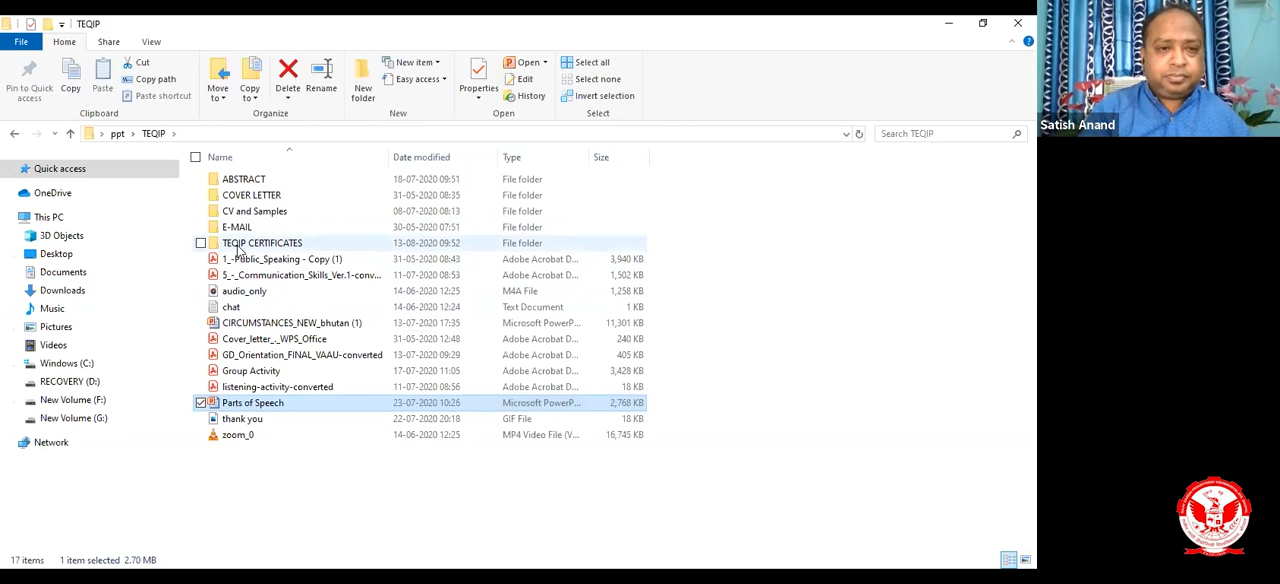 TEQIP
File Home Share View
Pin to Quick access
Copy
Paste
Cut
Copy path
Paste shortcut
Clipboard
Move to
Copy to
Delete
Rename
Organize
New folder
New item
Easy access
New
Properties
Open
Edit
History
Open
Select all
Select none
Invert selection
Select
ppt TEQIP
Search TEQIP
Quick access
OneDrive
This PC
3D Objects
Desktop
Documents
Downloads
Music
Pictures
Videos
Windows (C:)
RECOVERY (D:)
New Volume (F:)
New Volume (G:)
Network
Name Date modified Type Size
ABSTRACT 18-07-2020 09:51 File folder
COVER LETTER 31-05-2020 08:35 File folder
CV and Samples 08-07-2020 08:13 File folder
E-MAIL 30-05-2020 07:51 File folder
TEQIP CERTIFICATES 13-08-2020 09:52 File folder
1_-Public_Speaking - Copy (1) 31-05-2020 08:43 Adobe Acrobat D... 3,940 KB
5_-_Communication_Skills_Ver.1-conv... 11-07-2020 08:53 Adobe Acrobat D... 1,502 KB
audio_only 14-06-2020 12:25 M4A File 1,258 KB
chat 14-06-2020 12:24 Text Document 1 KB
CIRCUMSTANCES_NEW_bhutan (1) 13-07-2020 17:35 Microsoft PowerP... 11,301 KB
Cover_letter_-_WPS_Office 31-05-2020 12:48 Adobe Acrobat D... 240 KB
GD_Orientation_FINAL_VAAU-converted 13-07-2020 09:29 Adobe Acrobat D... 405 KB
Group Activity 17-07-2020 11:05 Adobe Acrobat D... 3,428 KB
listening-activity-converted 11-07-2020 08:56 Adobe Acrobat D... 18 KB
Parts of Speech 23-07-2020 10:26 Microsoft PowerP... 2,768 KB
thank you 22-07-2020 20:18 GIF File 18 KB
zoom_0 14-06-2020 12:25 MP4 Video File (V... 16,745 KB
17 items 1 item selected 2.70 MB
Satish Anand